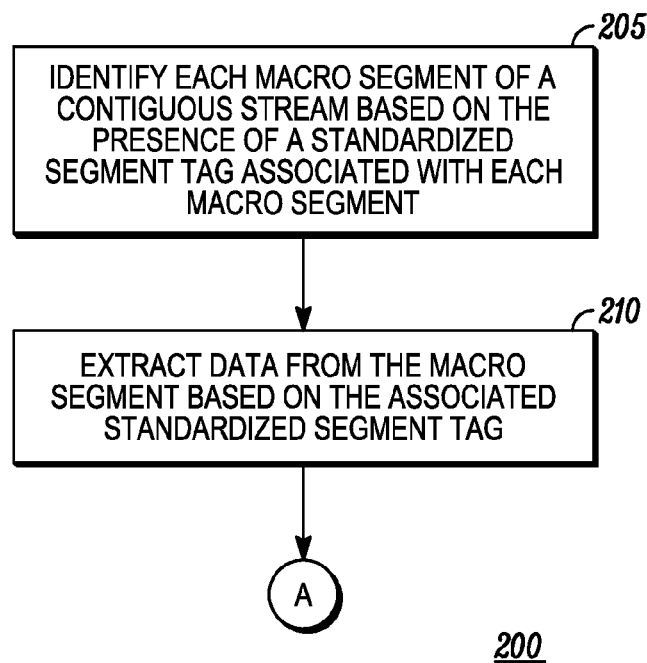 205
IDENTIFY EACH MACRO SEGMENT OF A
CONTIGUOUS STREAM BASED ON THE
PRESENCE OF A STANDARDIZED
SEGMENT TAG ASSOCIATED WITH EACH
MACRO SEGMENT
210
EXTRACT DATA FROM THE MACRO
SEGMENT BASED ON THE ASSOCIATED
STANDARDIZED SEGMENT TAG
A
200